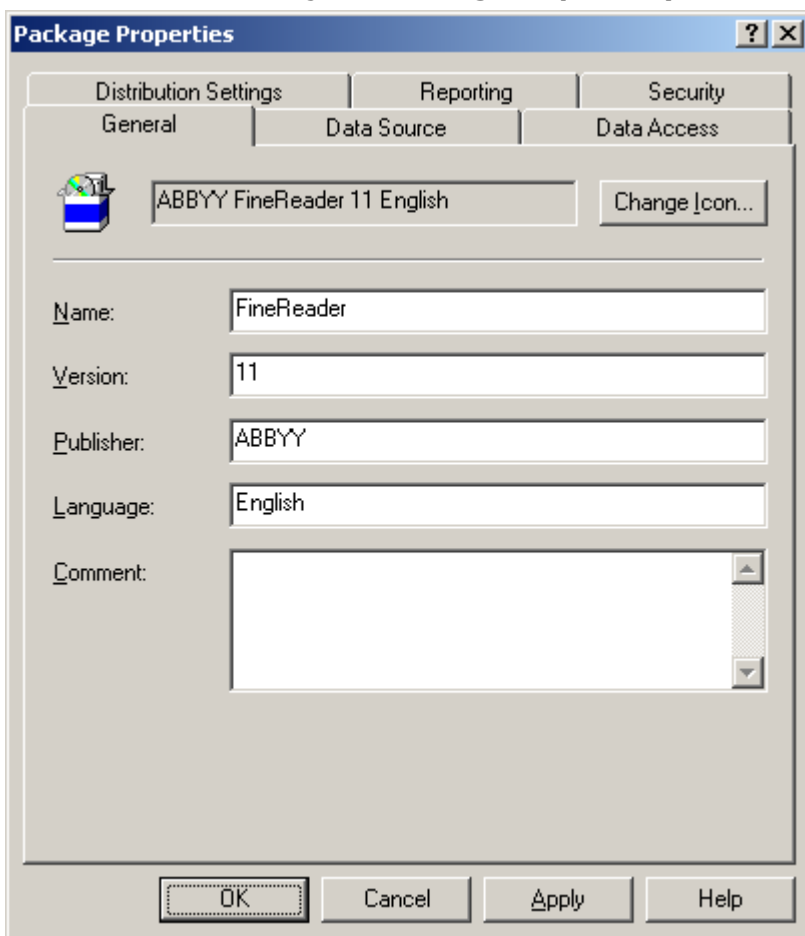 Package Properties
Distribution Settings Reporting Security
General Data Source Data Access
ABBYY FineReader 11 English Change Icon...
Name: FineReader
Version: 11
Publisher: ABBYY
Language: English
Comment:
OK Cancel Apply Help